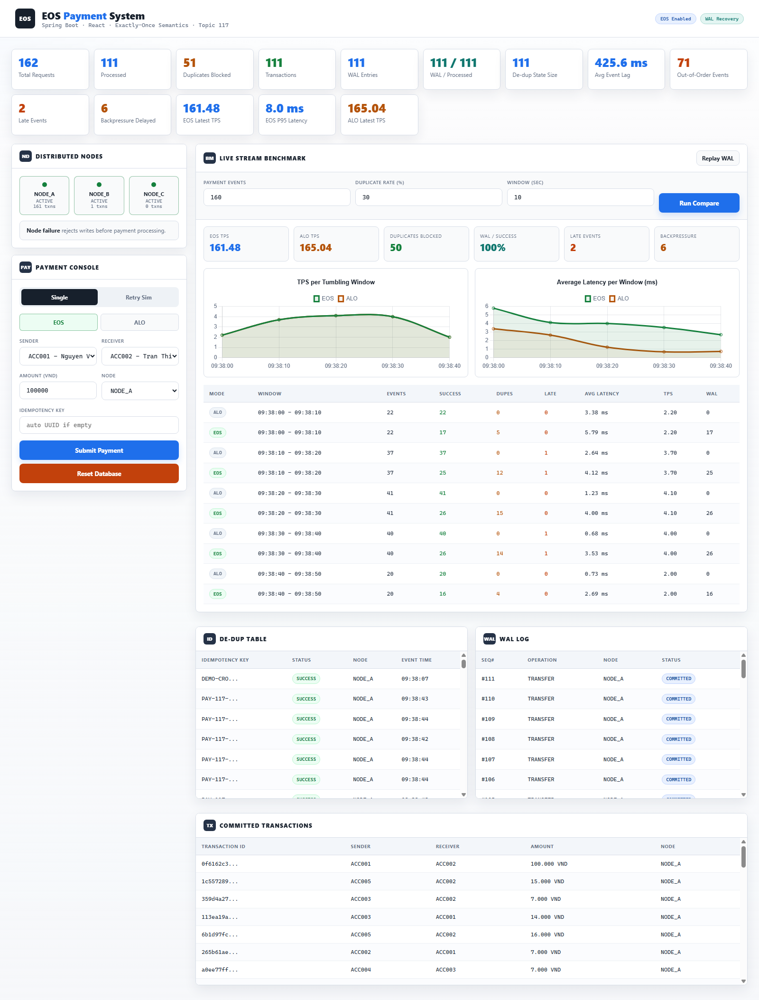 EOS
EOS Payment System
Spring Boot · React · Exactly-Once Semantics · Topic 117
EOS Enabled
WAL Recovery
162
Total Requests
111
Processed
51
Duplicates Blocked
111
Transactions
111
WAL Entries
111 / 111
WAL / Processed
111
De-dup State Size
425.6 ms
Avg Event Lag
71
Out-of-Order Events
2
Late Events
6
Backpressure Delayed
161.48
EOS Latest TPS
8.0 ms
EOS P95 Latency
165.04
ALO Latest TPS
ND DISTRIBUTED NODES
NODE_A
ACTIVE
161 txns
NODE_B
ACTIVE
1 txns
NODE_C
ACTIVE
0 txns
Node failure rejects writes before payment processing.
PAY PAYMENT CONSOLE
Single Retry Sim
EOS ALO
SENDER RECEIVER
ACC001 - Nguyen V ACC002 - Tran Thi
AMOUNT (VND) NODE
100000 NODE_A
IDEMPOTENCY KEY
auto UUID if empty
Submit Payment
Reset Database
BM LIVE STREAM BENCHMARK
Replay WAL
PAYMENT EVENTS DUPLICATE RATE (%) WINDOW (SEC)
160 30 10
Run Compare
EOS TPS
161.48
ALO TPS
165.04
DUPLICATES BLOCKED
50
WAL / SUCCESS
100%
LATE EVENTS
2
BACKPRESSURE
6
TPS per Tumbling Window
EOS ALO
5
4
3
2
1
0
09:38:00 09:38:10 09:38:20 09:38:30 09:38:40
Average Latency per Window (ms)
EOS ALO
6
5
4
3
2
1
0
09:38:00 09:38:10 09:38:20 09:38:30 09:38:40
MODE WINDOW EVENTS SUCCESS DUPES LATE AVG LATENCY TPS WAL
ALO 09:38:00 - 09:38:10 22 22 0 0 3.38 ms 2.20 0
EOS 09:38:00 - 09:38:10 22 17 5 0 5.79 ms 2.20 17
ALO 09:38:10 - 09:38:20 37 37 0 1 2.64 ms 3.70 0
EOS 09:38:10 - 09:38:20 37 25 12 1 4.12 ms 3.70 25
ALO 09:38:20 - 09:38:30 41 41 0 0 1.23 ms 4.10 0
EOS 09:38:20 - 09:38:30 41 26 15 0 4.00 ms 4.10 26
ALO 09:38:30 - 09:38:40 40 40 0 1 0.68 ms 4.00 0
EOS 09:38:30 - 09:38:40 40 26 14 1 3.53 ms 4.00 26
ALO 09:38:40 - 09:38:50 20 20 0 0 0.73 ms 2.00 0
EOS 09:38:40 - 09:38:50 20 16 4 0 2.69 ms 2.00 16
ID DE-DUP TABLE
IDEMPOTENCY KEY STATUS NODE EVENT TIME
DEMO-CRO... SUCCESS NODE_A 09:38:07
PAY-117-... SUCCESS NODE_A 09:38:43
PAY-117-... SUCCESS NODE_A 09:38:44
PAY-117-... SUCCESS NODE_A 09:38:42
PAY-117-... SUCCESS NODE_A 09:38:44
PAY-117-... SUCCESS NODE_A 09:38:44
WAL WAL LOG
SEQ# OPERATION NODE STATUS
#111 TRANSFER NODE_A COMMITTED
#110 TRANSFER NODE_A COMMITTED
#109 TRANSFER NODE_A COMMITTED
#108 TRANSFER NODE_A COMMITTED
#107 TRANSFER NODE_A COMMITTED
#106 TRANSFER NODE_A COMMITTED
TX COMMITTED TRANSACTIONS
TRANSACTION ID SENDER RECEIVER AMOUNT NODE
0f6162c3... ACC001 ACC002 100.000 VND NODE_A
1c557289... ACC005 ACC002 15.000 VND NODE_A
359d4a27... ACC003 ACC002 7.000 VND NODE_A
113ea19a... ACC003 ACC001 14.000 VND NODE_A
6b1d97fc... ACC005 ACC002 16.000 VND NODE_A
265b61ae... ACC002 ACC001 7.000 VND NODE_A
a0ee77ff... ACC004 ACC003 7.000 VND NODE_A